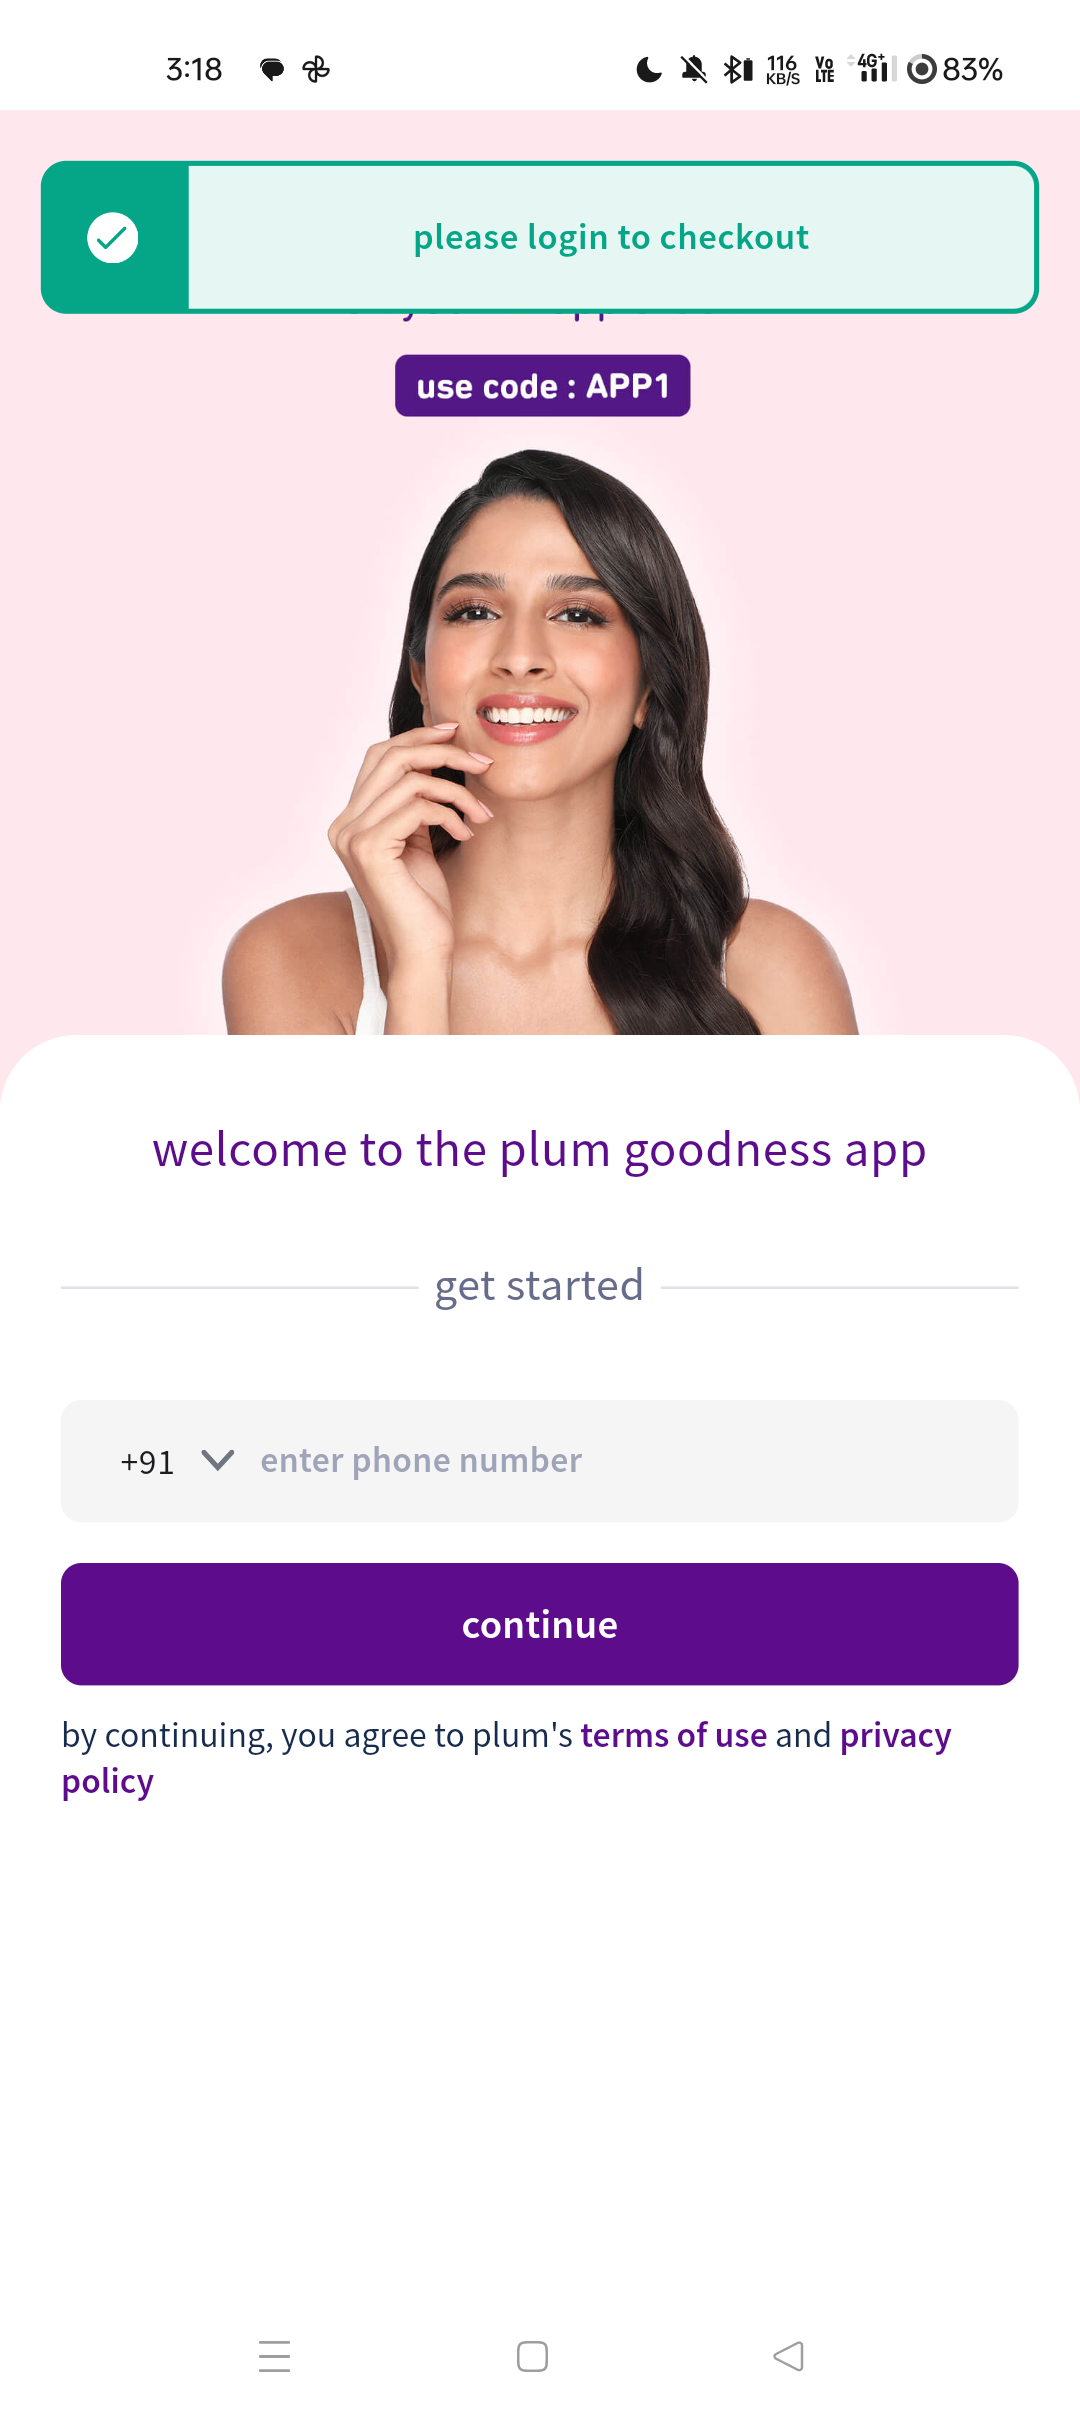 3:18
116
KB/S
Vo
LTE
4G+
83%
please login to checkout
use code : APP1
welcome to the plum goodness app
get started
+91 enter phone number
continue
by continuing, you agree to plum's terms of use and privacy
policy